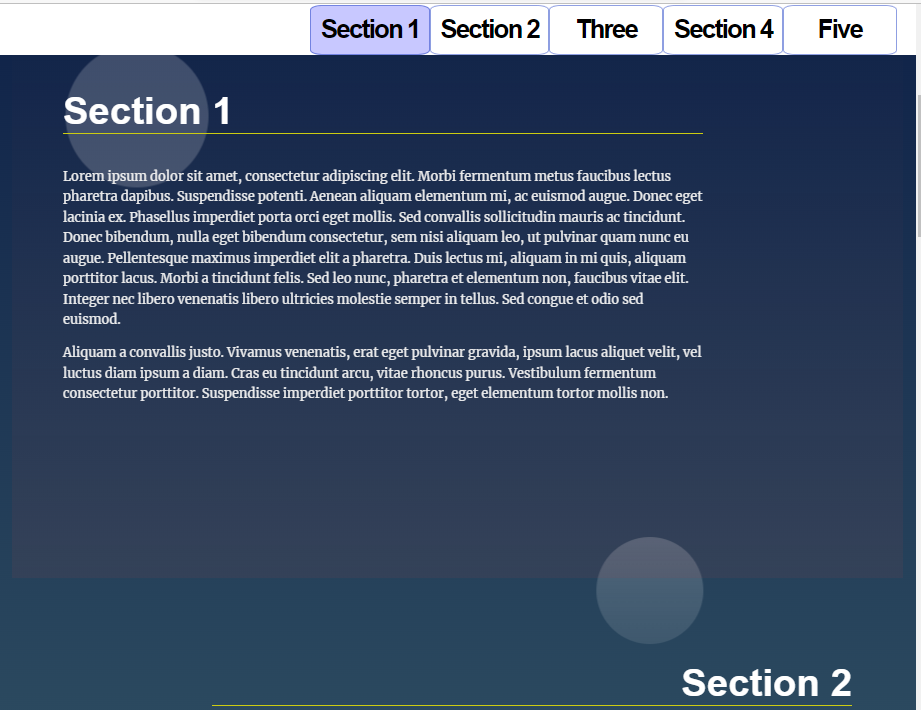 Section 1 Section 2 Three Section 4 Five
Section 1
Lorem ipsum dolor sit amet, consectetur adipiscing elit. Morbi fermentum metus faucibus lectus
pharetra dapibus. Suspendisse potenti. Aenean aliquam elementum mi, ac euismod augue. Donec eget
lacinia ex. Phasellus imperdiet porta orci eget mollis. Sed convallis sollicitudin mauris ac tincidunt.
Donec bibendum, nulla eget bibendum consectetur, sem nisi aliquam leo, ut pulvinar quam nunc eu
augue. Pellentesque maximus imperdiet elit a pharetra. Duis lectus mi, aliquam in mi quis, aliquam
porttitor lacus. Morbi a tincidunt felis. Sed leo nunc, pharetra et elementum non, faucibus vitae elit.
Integer nec libero venenatis libero ultricies molestie semper in tellus. Sed congue et odio sed
euismod.
Aliquam a convallis justo. Vivamus venenatis, erat eget pulvinar gravida, ipsum lacus aliquet velit, vel
luctus diam ipsum a diam. Cras eu tincidunt arcu, vitae rhoncus purus. Vestibulum fermentum
consectetur porttitor. Suspendisse imperdiet porttitor tortor, eget elementum tortor mollis non.
Section 2